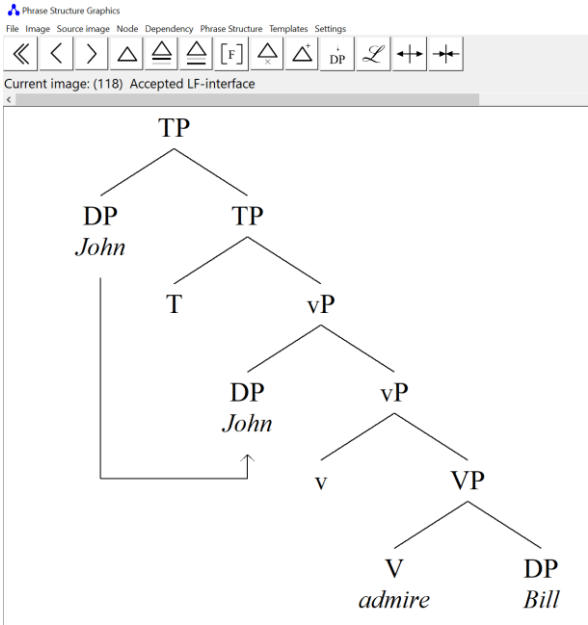 Phrase Structure Graphics
File Image Source image Node Dependency Phrase Structure Templates Settings
[F] × + DP ℒ
Current image: (118) Accepted LF-interface
TP
DP TP
John
T vP
DP vP
John
v VP
V DP
admire Bill